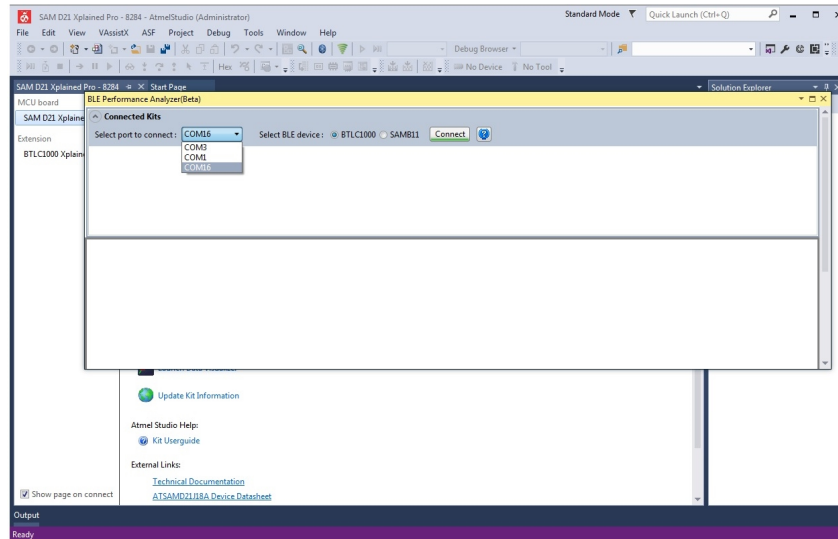 SAM D21 Xplained Pro - 8284 - AtmelStudio (Administrator)
Standard Mode Quick Launch (Ctrl+Q)
File Edit View VAssistX ASF Project Debug Tools Window Help
Debug Browser
Hex No Device No Tool
SAM D21 Xplained Pro - 8284 Start Page
Solution Explorer
MCU board
BLE Performance Analyzer(Beta)
SAM D21 Xplaine
Connected Kits
Extension
Select port to connect : COM16 Select BLE device : BTLC1000 SAMB11 Connect
BTLC1000 Xplain
COM3
COM1
COM16
Update Kit Information
Atmel Studio Help:
Kit Userguide
External Links:
Technical Documentation
Show page on connect
ATSAMD21J18A Device Datasheet
Output
Ready